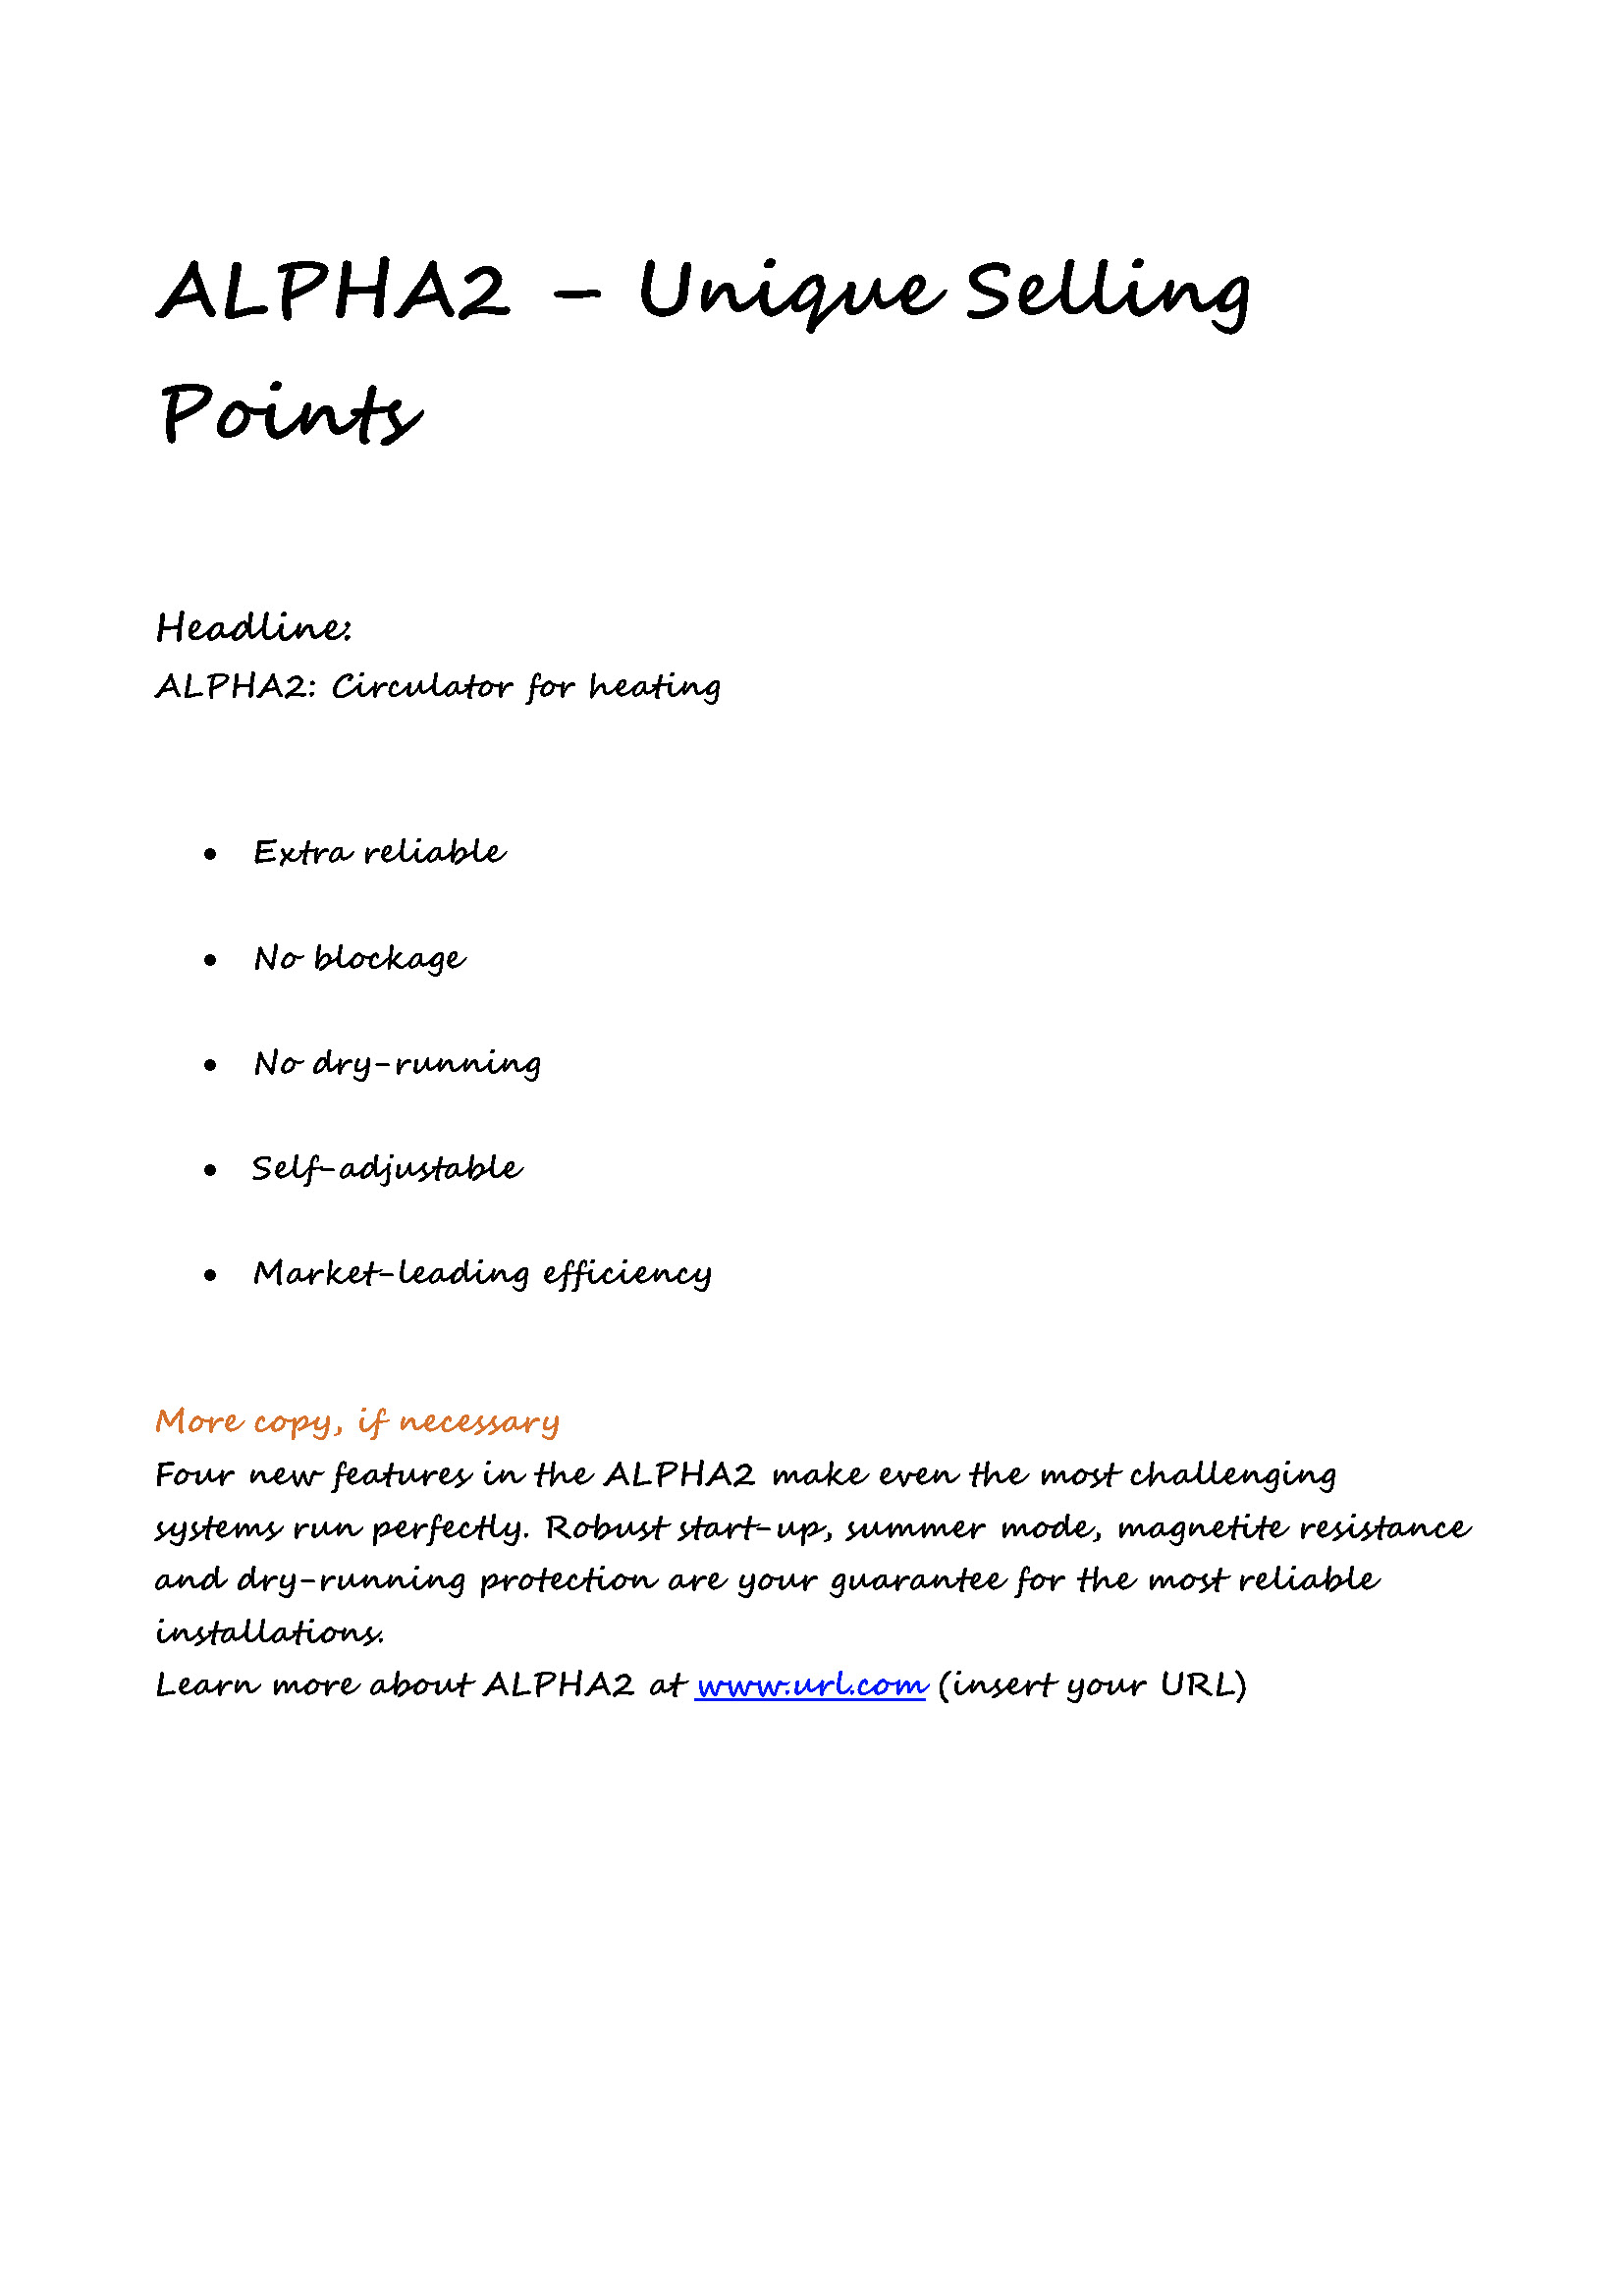 ALPHA2 – Unique Selling
Points
Headline:
ALPHA2: Circulator for heating
• Extra reliable
• No blockage
• No dry-running
• Self-adjustable
• Market-leading efficiency
More copy, if necessary
Four new features in the ALPHA2 make even the most challenging
systems run perfectly. Robust start-up, summer mode, magnetite resistance
and dry-running protection are your guarantee for the most reliable
installations.
Learn more about ALPHA2 at www.url.com (insert your URL)